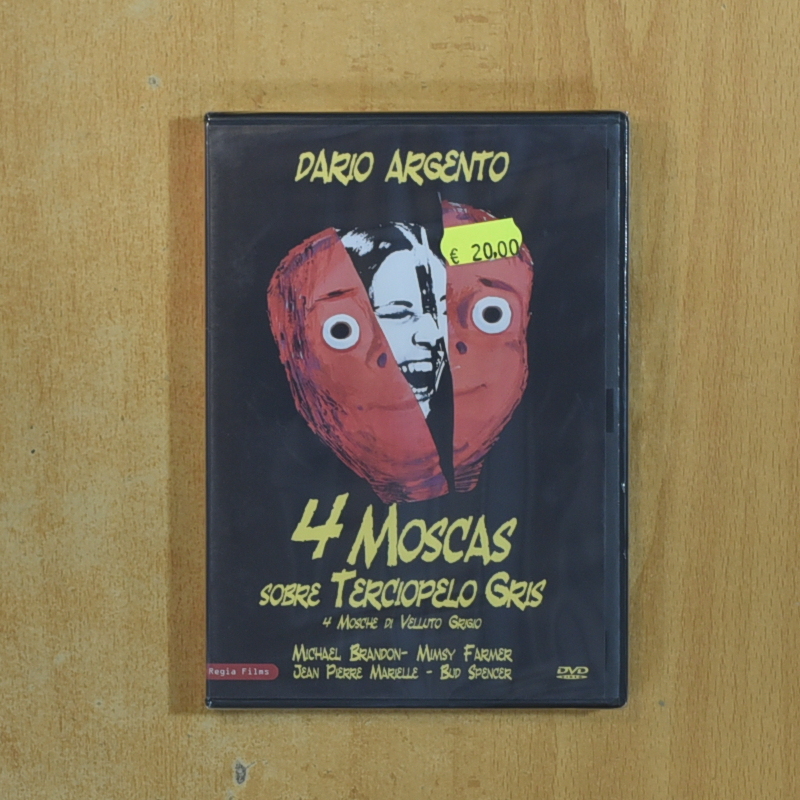 DARIO ARGENTO
€ 20,00
4 MOSCAS
SOBRE TERCIOPELO GRIS
4 MOSCHE DI VELLUTO GRIGIO
MICHAEL BRANDON- MIMSY FARMER
JEAN PIERRE MARIELLE - BUD SPENCER
Regia Films
DVD
VIDEO